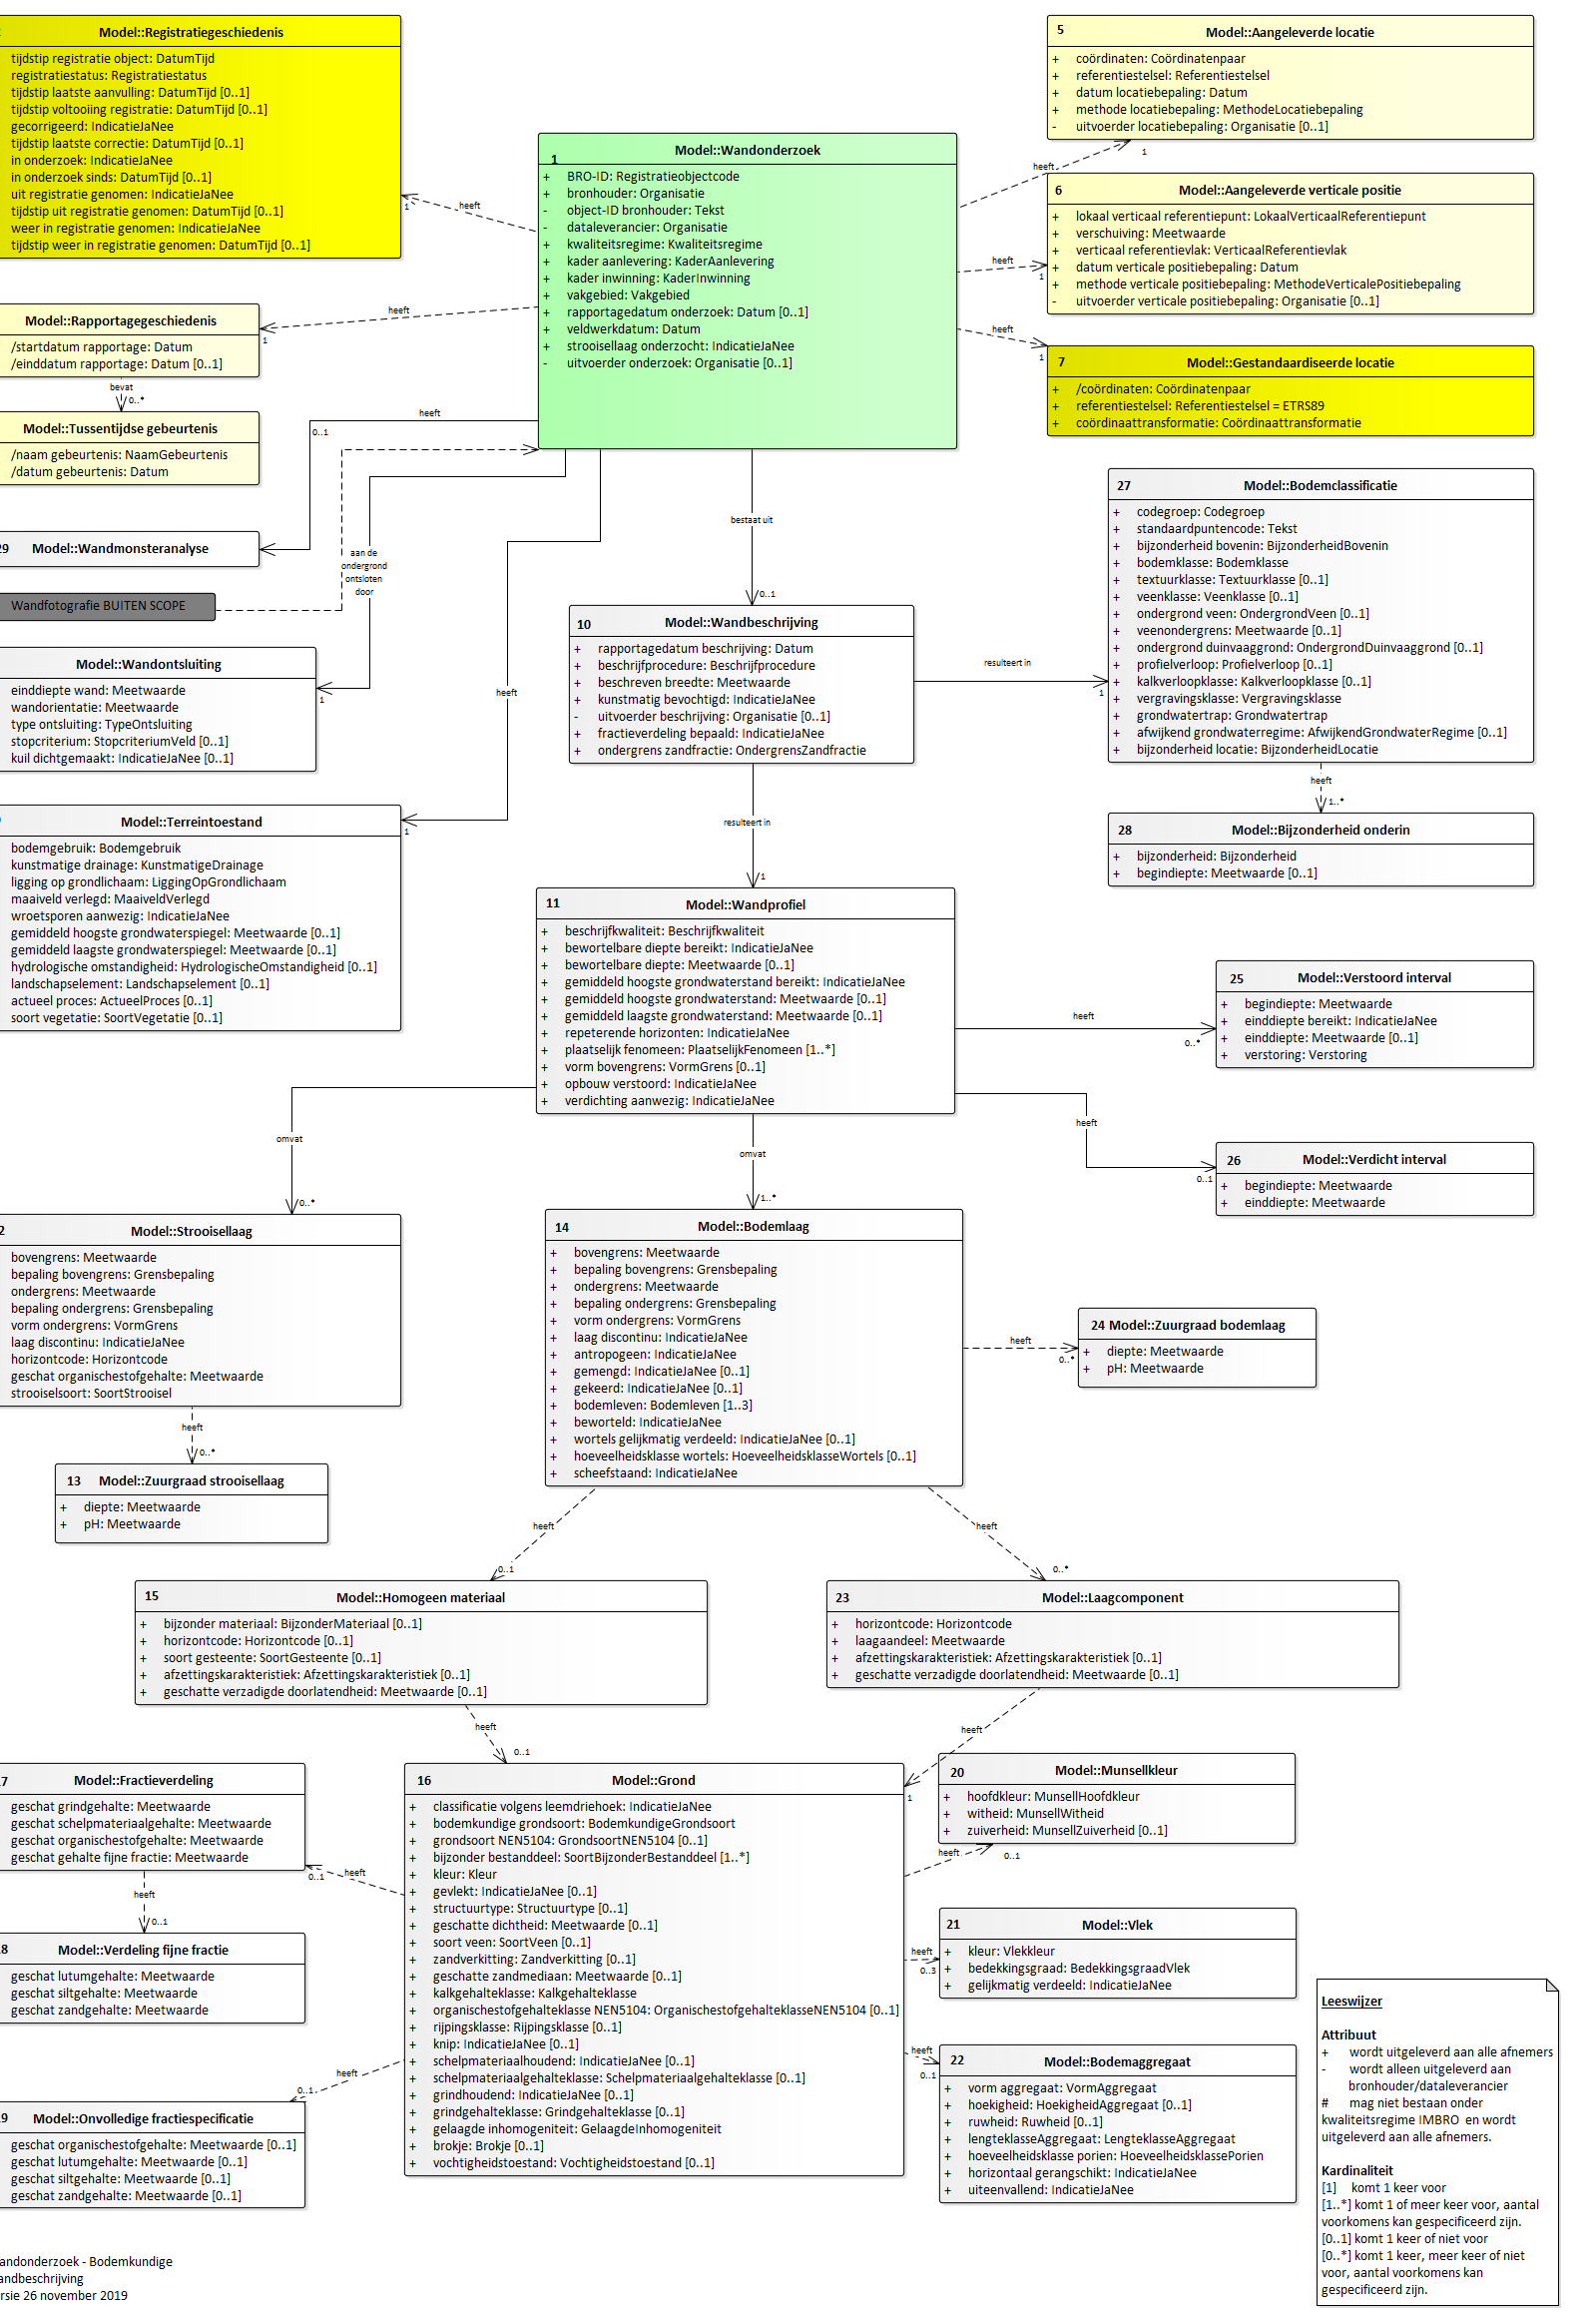 Model::Registratiegeschiedenis
tijdstip registratie object: DatumTijd
registratiestatus: Registratiestatus
tijdstip laatste aanvulling: DatumTijd [0..1]
tijdstip voltooiing registratie: DatumTijd [0..1]
gecorrigeerd: IndicatieJaNee
tijdstip laatste correctie: DatumTijd [0..1]
in onderzoek: IndicatieJaNee
in onderzoek sinds: DatumTijd [0..1]
uit registratie genomen: IndicatieJaNee
tijdstip uit registratie genomen: DatumTijd [0..1]
weer in registratie genomen: IndicatieJaNee
tijdstip weer in registratie genomen: DatumTijd [0..1]
5 Model::Aangeleverde locatie
+ coördinaten: Coördinatenpaar
+ referentiestelsel: Referentiestelsel
+ datum locatiebepaling: Datum
+ methode locatiebepaling: MethodeLocatiebepaling
- uitvoerder locatiebepaling: Organisatie [0..1]
1 Model::Wandonderzoek
+ BRO-ID: Registratieobjectcode
+ bronhouder: Organisatie
- object-ID bronhouder: Tekst
- dataleverancier: Organisatie
+ kwaliteitsregime: Kwaliteitsregime
+ kader aanlevering: KaderAanlevering
+ kader inwinning: KaderInwinning
+ vakgebied: Vakgebied
+ rapportagedatum onderzoek: Datum [0..1]
+ veldwerkdatum: Datum
+ strooisellaag onderzocht: IndicatieJaNee
- uitvoerder onderzoek: Organisatie [0..1]
heeft
1
heeft
1
6 Model::Aangeleverde verticale positie
+ lokaal verticaal referentiepunt: LokaalVerticaalReferentiepunt
+ verschuiving: Meetwaarde
+ verticaal referentievlak: VerticaalReferentievlak
+ datum verticale positiebepaling: Datum
+ methode verticale positiebepaling: MethodeVerticalePositiebepaling
- uitvoerder verticale positiebepaling: Organisatie [0..1]
heeft
1
heeft
1
7 Model::Gestandaardiseerde locatie
+ /coördinaten: Coördinatenpaar
+ referentiestelsel: Referentiestelsel = ETRS89
+ coördinaattransformatie: Coördinaattransformatie
Model::Rapportagegeschiedenis
/startdatum rapportage: Datum
/einddatum rapportage: Datum [0..1]
heeft
1
bevat
0..*
Model::Tussentijdse gebeurtenis
/naam gebeurtenis: NaamGebeurtenis
/datum gebeurtenis: Datum
heeft
0..1
29 Model::Wandmonsteranalyse
Wandfotografie BUITEN SCOPE
aan de
ondergrond
ontsloten
door
1
Model::Wandontsluiting
einddiepte wand: Meetwaarde
wandorientatie: Meetwaarde
type ontsluiting: TypeOntsluiting
stopcriterium: StopcriteriumVeld [0..1]
kuil dichtgemaakt: IndicatieJaNee [0..1]
bestaat uit
0..1
10 Model::Wandbeschrijving
+ rapportagedatum beschrijving: Datum
+ beschrijfprocedure: Beschrijfprocedure
+ beschreven breedte: Meetwaarde
+ kunstmatig bevochtigd: IndicatieJaNee
- uitvoerder beschrijving: Organisatie [0..1]
+ fractieverdeling bepaald: IndicatieJaNee
+ ondergrens zandfractie: OndergrensZandfractie
resulteert in
1
27 Model::Bodemclassificatie
+ codegroep: Codegroep
+ standaardpuntencode: Tekst
+ bijzonderheid bovenin: BijzonderheidBovenin
+ bodemklasse: Bodemklasse
+ textuurklasse: Textuurklasse [0..1]
+ veenklasse: Veenklasse [0..1]
+ ondergrond veen: OndergrondVeen [0..1]
+ veenondergrens: Meetwaarde [0..1]
+ ondergrond duinvaaggrond: OndergrondDuinvaaggrond [0..1]
+ profielverloop: Profielverloop [0..1]
+ kalkverloopklasse: Kalkverloopklasse [0..1]
+ vergravingsklasse: Vergravingsklasse
+ grondwatertrap: Grondwatertrap
+ afwijkend grondwaterregime: AfwijkendGrondwaterRegime [0..1]
+ bijzonderheid locatie: BijzonderheidLocatie
heeft
1..*
28 Model::Bijzonderheid onderin
+ bijzonderheid: Bijzonderheid
+ begindiepte: Meetwaarde [0..1]
heeft
1
Model::Terreintoestand
bodemgebruik: Bodemgebruik
kunstmatige drainage: KunstmatigeDrainage
ligging op grondlichaam: LiggingOpGrondlichaam
maaiveld verlegd: MaaiveldVerlegd
wroetsporen aanwezig: IndicatieJaNee
gemiddeld hoogste grondwaterspiegel: Meetwaarde [0..1]
gemiddeld laagste grondwaterspiegel: Meetwaarde [0..1]
hydrologische omstandigheid: HydrologischeOmstandigheid [0..1]
landschapselement: Landschapselement [0..1]
actueel proces: ActueelProces [0..1]
soort vegetatie: SoortVegetatie [0..1]
resulteert in
1
11 Model::Wandprofiel
+ beschrijfkwaliteit: Beschrijfkwaliteit
+ bewortelbare diepte bereikt: IndicatieJaNee
+ bewortelbare diepte: Meetwaarde [0..1]
+ gemiddeld hoogste grondwaterstand bereikt: IndicatieJaNee
+ gemiddeld hoogste grondwaterstand: Meetwaarde [0..1]
+ gemiddeld laagste grondwaterstand: Meetwaarde [0..1]
+ repeterende horizonten: IndicatieJaNee
+ plaatselijk fenomeen: PlaatselijkFenomeen [1..*]
+ vorm bovengrens: VormGrens [0..1]
+ opbouw verstoord: IndicatieJaNee
+ verdichting aanwezig: IndicatieJaNee
heeft
0..*
25 Model::Verstoord interval
+ begindiepte: Meetwaarde
+ einddiepte bereikt: IndicatieJaNee
+ einddiepte: Meetwaarde [0..1]
+ verstoring: Verstoring
heeft
0..1
26 Model::Verdicht interval
+ begindiepte: Meetwaarde
+ einddiepte: Meetwaarde
omvat
0..*
omvat
1..*
2 Model::Strooisellaag
bovengrens: Meetwaarde
bepaling bovengrens: Grensbepaling
ondergrens: Meetwaarde
bepaling ondergrens: Grensbepaling
vorm ondergrens: VormGrens
laag discontinu: IndicatieJaNee
horizontcode: Horizontcode
geschat organischestofgehalte: Meetwaarde
strooiselsoort: SoortStrooisel
heeft
0..*
13 Model::Zuurgraad strooisellaag
+ diepte: Meetwaarde
+ pH: Meetwaarde
14 Model::Bodemlaag
+ bovengrens: Meetwaarde
+ bepaling bovengrens: Grensbepaling
+ ondergrens: Meetwaarde
+ bepaling ondergrens: Grensbepaling
+ vorm ondergrens: VormGrens
+ laag discontinu: IndicatieJaNee
+ antropogeen: IndicatieJaNee
+ gemengd: IndicatieJaNee [0..1]
+ gekeerd: IndicatieJaNee [0..1]
+ bodemleven: Bodemleven [1..3]
+ beworteld: IndicatieJaNee
+ wortels gelijkmatig verdeeld: IndicatieJaNee [0..1]
+ hoeveelheidsklasse wortels: HoeveelheidsklasseWortels [0..1]
+ scheefstaand: IndicatieJaNee
heeft
0..*
24 Model::Zuurgraad bodemlaag
+ diepte: Meetwaarde
+ pH: Meetwaarde
heeft
0..1
heeft
0..*
15 Model::Homogeen materiaal
+ bijzonder materiaal: BijzonderMateriaal [0..1]
+ horizontcode: Horizontcode [0..1]
+ soort gesteente: SoortGesteente [0..1]
+ afzettingskarakteristiek: Afzettingskarakteristiek [0..1]
+ geschatte verzadigde doorlatendheid: Meetwaarde [0..1]
23 Model::Laagcomponent
+ horizontcode: Horizontcode
+ laagaandeel: Meetwaarde
+ afzettingskarakteristiek: Afzettingskarakteristiek [0..1]
+ geschatte verzadigde doorlatendheid: Meetwaarde [0..1]
heeft
0..1
heeft
1
7 Model::Fractieverdeling
geschat grindgehalte: Meetwaarde
geschat schelpmateriaalgehalte: Meetwaarde
geschat organischestofgehalte: Meetwaarde
geschat gehalte fijne fractie: Meetwaarde
heeft
0..1
heeft
0..1
8 Model::Verdeling fijne fractie
geschat lutumgehalte: Meetwaarde
geschat siltgehalte: Meetwaarde
geschat zandgehalte: Meetwaarde
heeft
0..1
9 Model::Onvolledige fractiespecificatie
geschat organischestofgehalte: Meetwaarde [0..1]
geschat lutumgehalte: Meetwaarde [0..1]
geschat siltgehalte: Meetwaarde [0..1]
geschat zandgehalte: Meetwaarde [0..1]
16 Model::Grond
+ classificatie volgens leemdriehoek: IndicatieJaNee
+ bodemkundige grondsoort: BodemkundigeGrondsoort
+ grondsoort NEN5104: GrondsoortNEN5104 [0..1]
+ bijzonder bestanddeel: SoortBijzonderBestanddeel [1..*]
+ kleur: Kleur
+ gevlekt: IndicatieJaNee [0..1]
+ structuurtype: Structuurtype [0..1]
+ geschatte dichtheid: Meetwaarde [0..1]
+ soort veen: SoortVeen [0..1]
+ zandverkitting: Zandverkitting [0..1]
+ geschatte zandmediaan: Meetwaarde [0..1]
+ kalkgehalteklasse: Kalkgehalteklasse
+ organischestofgehalteklasse NEN5104: OrganischestofgehalteklasseNEN5104 [0..1]
+ rijpingsklasse: Rijpingsklasse [0..1]
+ knip: IndicatieJaNee [0..1]
+ schelpmateriaalhoudend: IndicatieJaNee [0..1]
+ schelpmateriaalgehalteklasse: Schelpmateriaalgehalteklasse [0..1]
+ grindhoudend: IndicatieJaNee [0..1]
+ grindgehalteklasse: Grindgehalteklasse [0..1]
+ gelaagde inhomogeniteit: GelaagdeInhomogeniteit
+ brokje: Brokje [0..1]
+ vochtigheidstoestand: Vochtigheidstoestand [0..1]
20 Model::Munsellkleur
+ hoofdkleur: MunsellHoofdkleur
+ witheid: MunsellWitheid
+ zuiverheid: MunsellZuiverheid [0..1]
heeft
0..1
21 Model::Vlek
+ kleur: Vlekkleur
+ bedekkingsgraad: BedekkingsgraadVlek
+ gelijkmatig verdeeld: IndicatieJaNee
heeft
0..3
heeft
0..1
22 Model::Bodemaggregaat
+ vorm aggregaat: VormAggregaat
+ hoekigheid: HoekigheidAggregaat [0..1]
+ ruwheid: Ruwheid [0..1]
+ lengteklasseAggregaat: LengteklasseAggregaat
+ hoeveelheidsklasse porien: HoeveelheidsklassePorien
+ horizontaal gerangschikt: IndicatieJaNee
+ uiteenvallend: IndicatieJaNee
Leeswijzer
Attribuut
+ wordt uitgeleverd aan alle afnemers
- wordt alleen uitgeleverd aan
bronhouder/dataleverancier
# mag niet bestaan onder
kwaliteitsregime IMBRO en wordt
uitgeleverd aan alle afnemers.
Kardinaliteit
[1] komt 1 keer voor
[1..*] komt 1 of meer keer voor, aantal
voorkomens kan gespecificeerd zijn.
[0..1] komt 1 keer of niet voor
[0..*] komt 1 keer, meer keer of niet
voor, aantal voorkomens kan
gespecificeerd zijn.
andonderzoek - Bodemkundige
andbeschrijving
rsie 26 november 2019